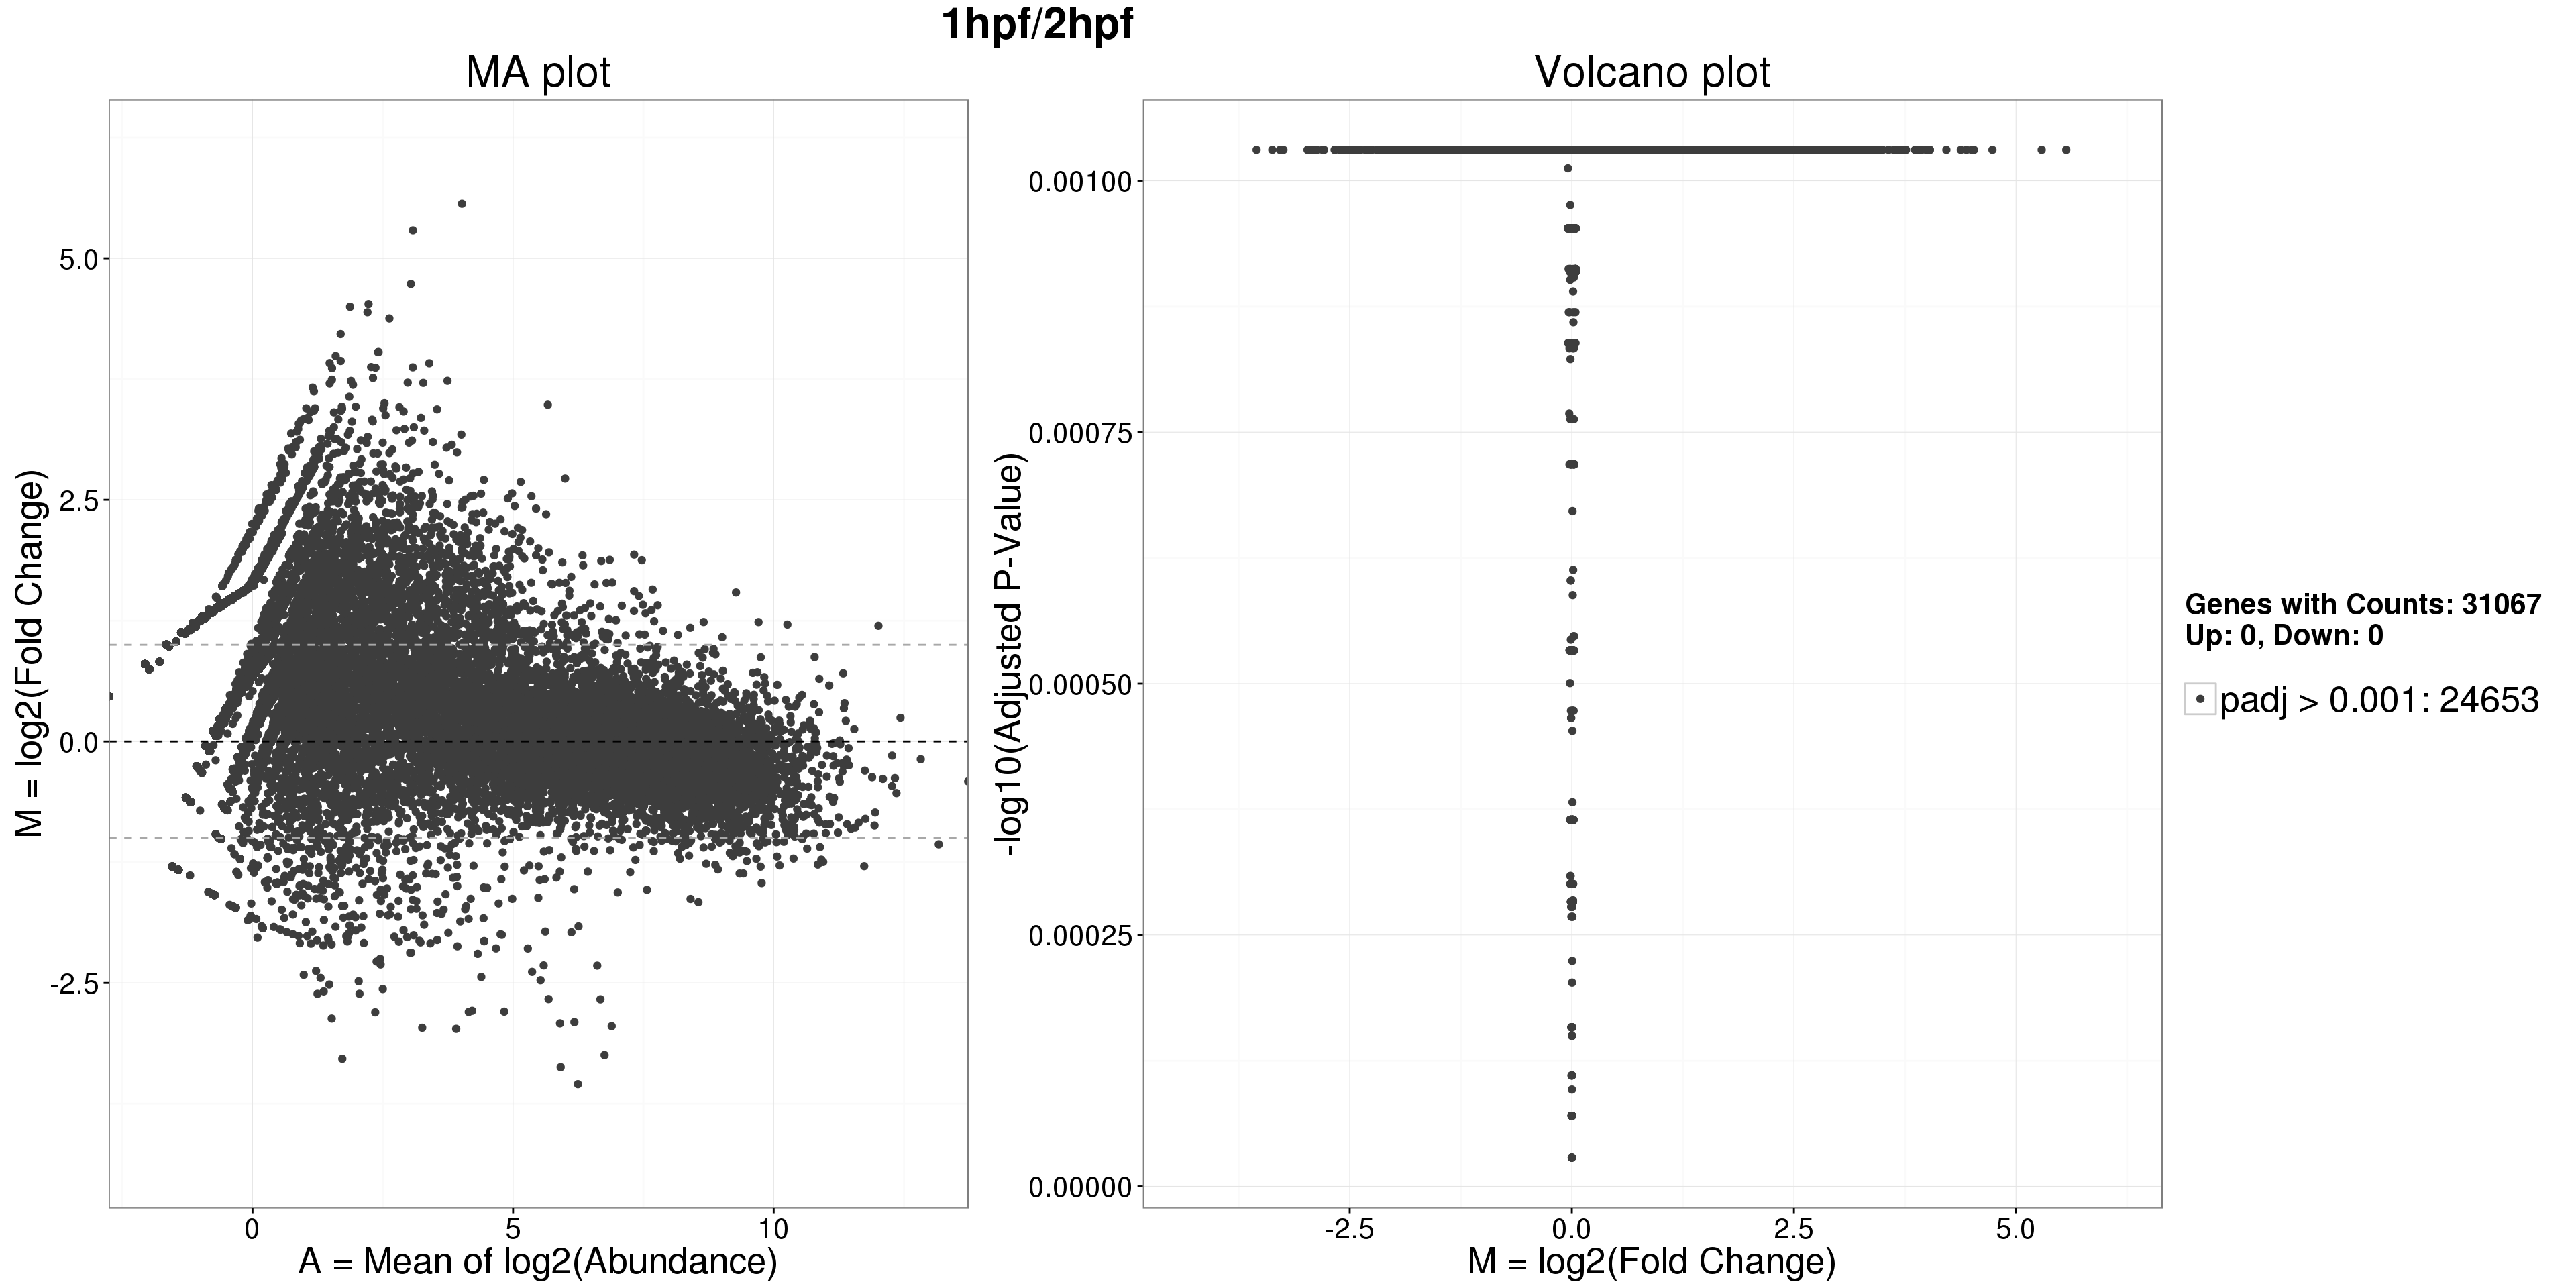 1hpf/2hpf
MA plot
M = log2(Fold Change)
5.0
2.5
0.0
-2.5
0
5
10
A = Mean of log2(Abundance)
Volcano plot
-log10(Adjusted P-Value)
0.00100
0.00075
0.00050
0.00025
0.00000
-2.5
0.0
2.5
5.0
M = log2(Fold Change)
Genes with Counts: 31067
Up: 0, Down: 0
padj > 0.001: 24653